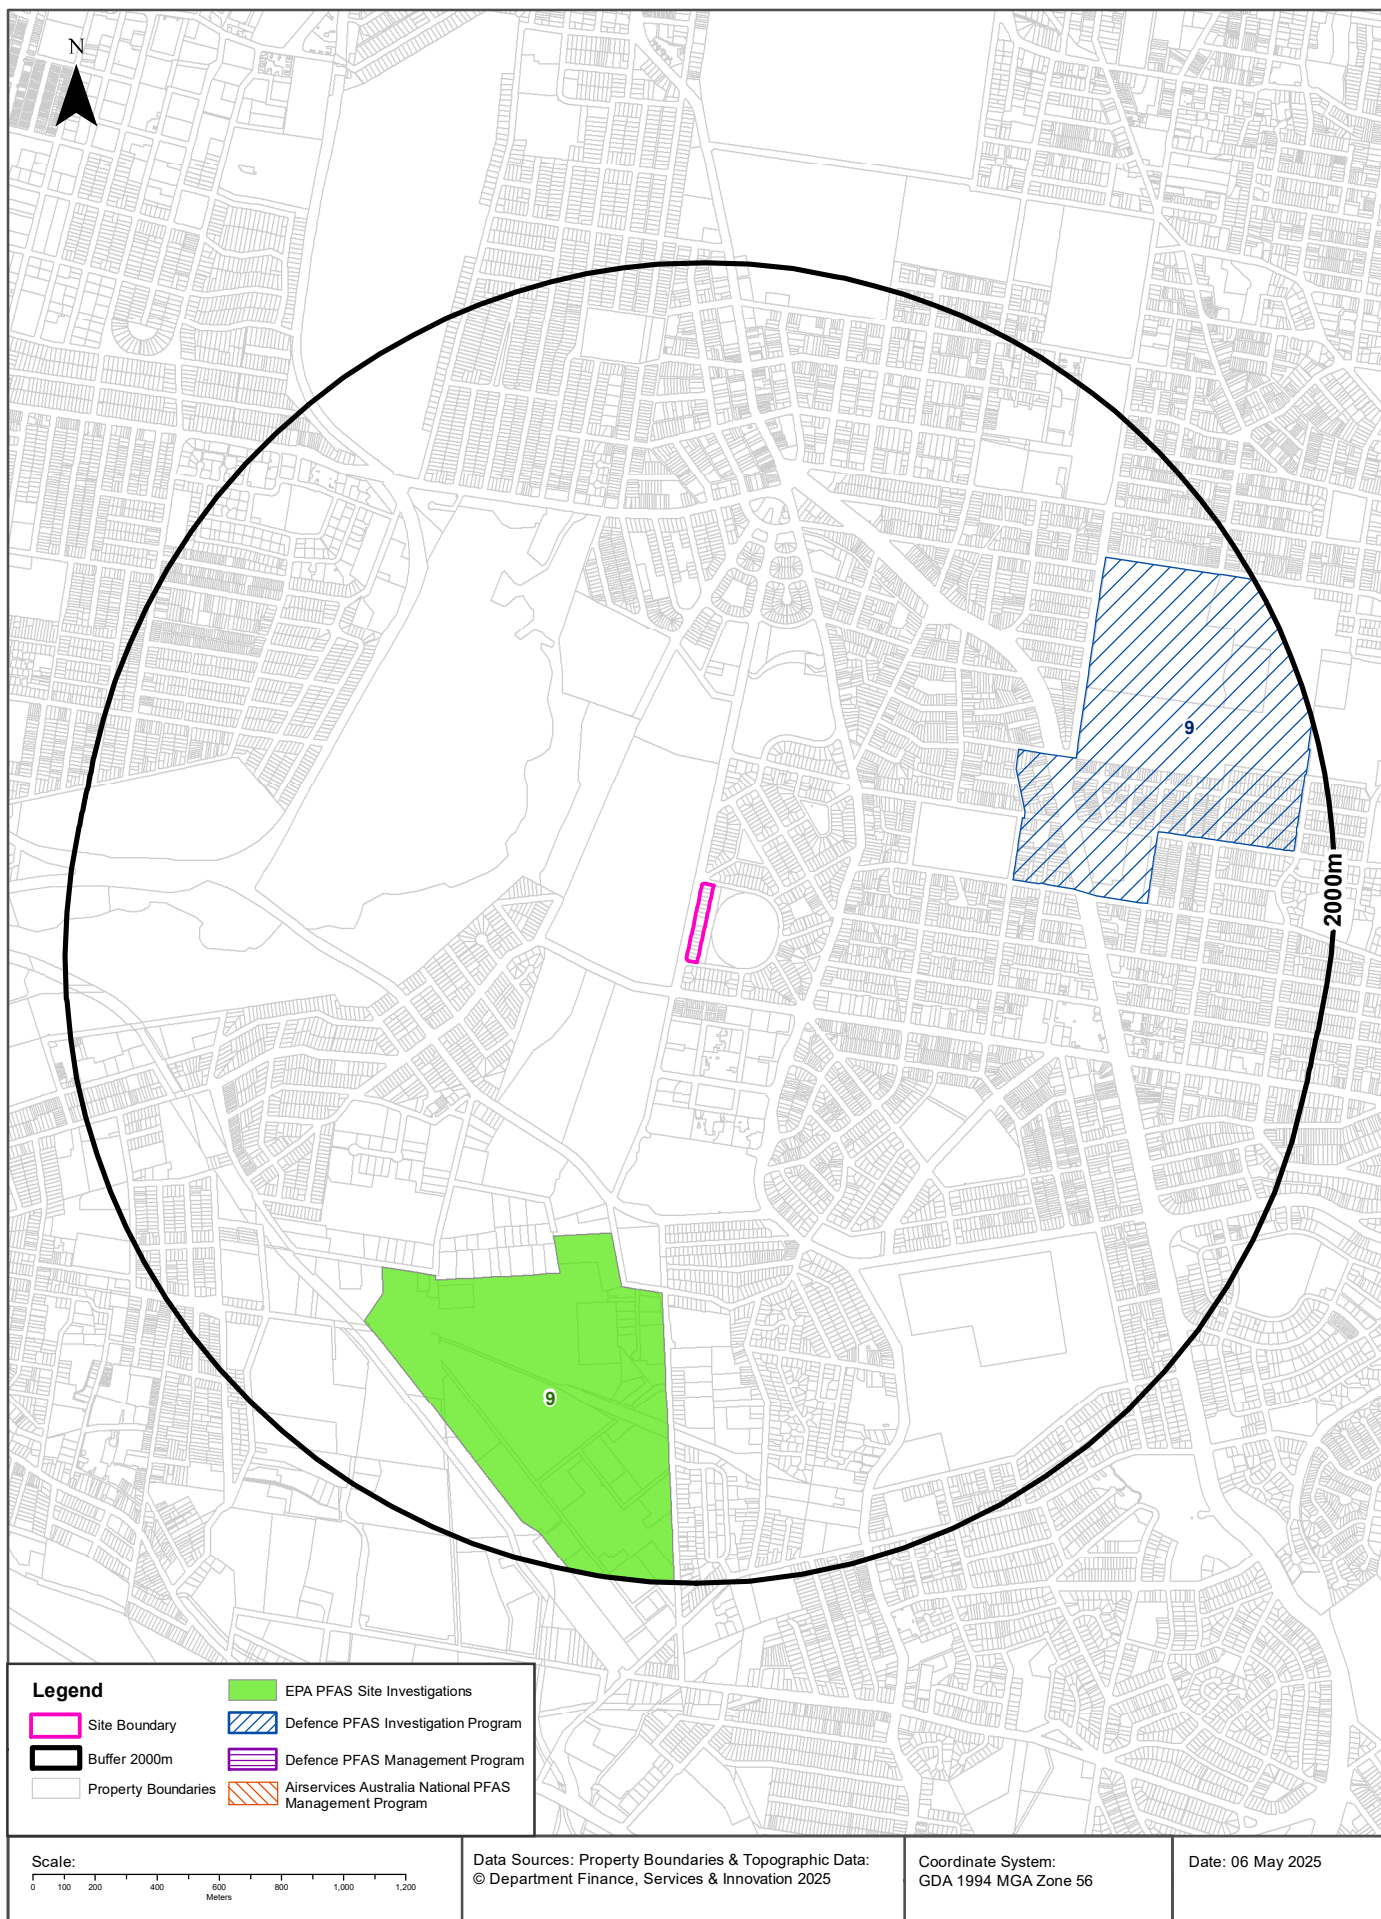 N
9
2000m
9
Legend
Site Boundary
Buffer 2000m
Property Boundaries
EPA PFAS Site Investigations
Defence PFAS Investigation Program
Defence PFAS Management Program
Airservices Australia National PFAS
Management Program
Scale:
0 100 200 400 600 800 1,000 1,200
Meters
Data Sources: Property Boundaries & Topographic Data:
© Department Finance, Services & Innovation 2025
Coordinate System:
GDA 1994 MGA Zone 56
Date: 06 May 2025